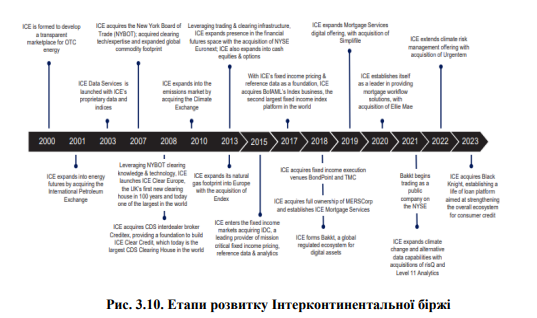 ICE is formed to develop
a transparent
marketplace for OTC
energy
ICE acquires the New York Board of
Trade (NYBOT); acquired clearing
tech/expertise and expanded global
commodity footprint
Leveraging trading & clearing infrastructure,
ICE expands presence in the financial
futures space with the acquisition of NYSE
Euronext; ICE also expands into cash
equities & options
ICE expands Mortgage Services
digital offering, with acquisition of
Simplifile
ICE extends climate
risk management offering with
acquisition of Urgentem
ICE Data Services is
launched with ICE's
proprietary data and
indices
ICE expands into the
emissions market by
acquiring the Climate
Exchange
With ICE's fixed income pricing &
reference data as a foundation, ICE
acquires BofAML's Index business, the
second largest fixed income index
platform in the world
ICE establishes itself
as a leader in providing
mortgage workflow
solutions, with
acquisition of Ellie Mae
2000 2001 2003 2007 2008 2010 2013 2015 2017 2018 2019 2020 2021 2022 2023
ICE expands into energy
futures by acquiring the
International Petroleum
Exchange
Leveraging NYBOT clearing
knowledge & technology, ICE
launches ICE Clear Europe,
the UK's first new clearing
house in 100 years and today
one of the largest in the world
ICE acquires CDS interdealer broker
Creditex, providing a foundation to build
ICE Clear Credit, which today is the
largest CDS Clearing House in the world
ICE expands its natural
gas footprint into Europe
with the acquisition of
Endex
ICE enters the fixed income
markets acquiring IDC, a
leading provider of mission
critical fixed income pricing,
reference data & analytics
ICE acquires fixed income execution
venues BondPoint and TMC
ICE acquires full ownership of MERSCorp
and establishes ICE Mortgage Services
ICE forms Bakkt, a global
regulated ecosystem for
digital assets
Bakkt begins
trading as a
public company
on the NYSE
ICE expands climate
change and alternative
data capabilities with
acquisitions of risQ and
Level 11 Analytics
ICE acquires Black
Knight, establishing a
life of loan platform
aimed at strengthening
the overall ecosystem
for consumer credit
Рис. 3.10. Етапи розвитку Інтерконтинентальної біржі